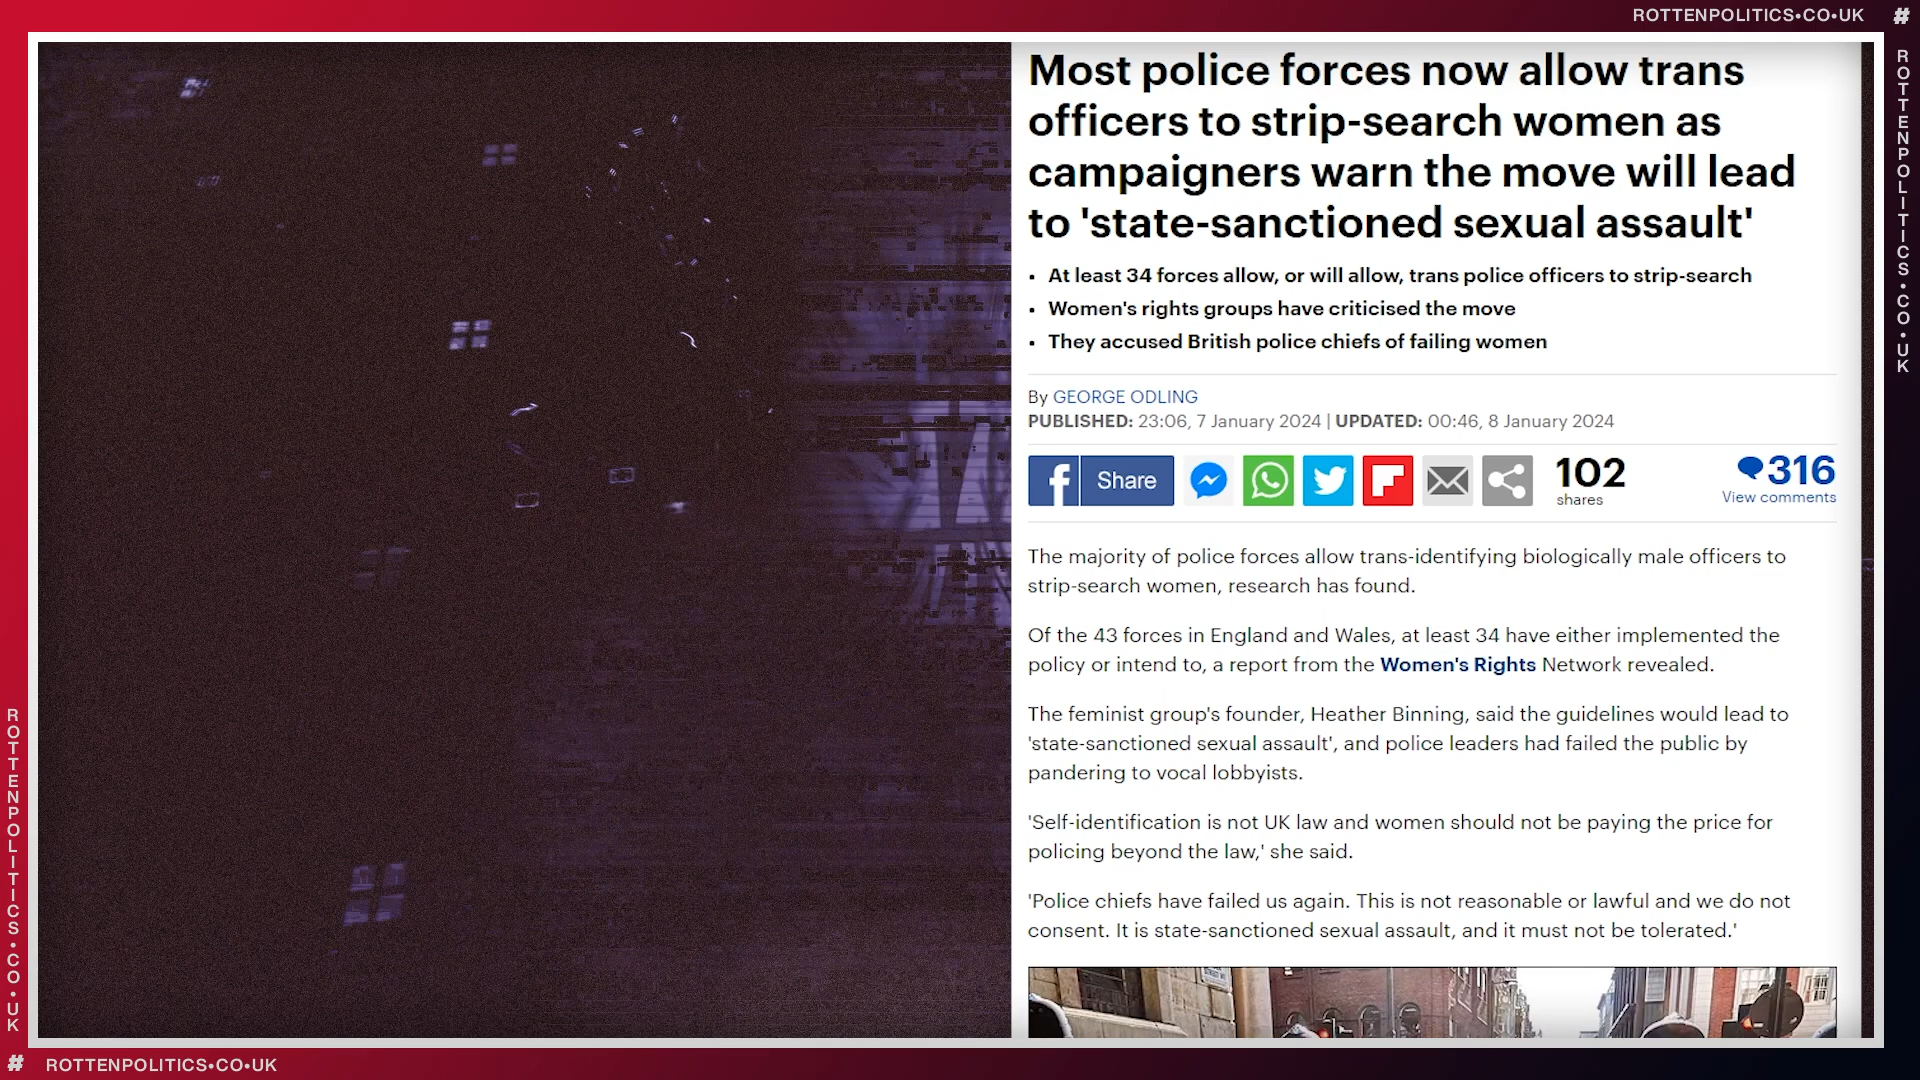 ROTTENPOLITICS•CO•UK #
Most police forces now allow trans
officers to strip-search women as
campaigners warn the move will lead
to 'state-sanctioned sexual assault'
• At least 34 forces allow, or will allow, trans police officers to strip-search
• Women's rights groups have criticised the move
• They accused British police chiefs of failing women
By GEORGE ODLING
PUBLISHED: 23:06, 7 January 2024 | UPDATED: 00:46, 8 January 2024
f Share 102 shares 316 View comments
The majority of police forces allow trans-identifying biologically male officers to
strip-search women, research has found.
Of the 43 forces in England and Wales, at least 34 have either implemented the
policy or intend to, a report from the Women's Rights Network revealed.
The feminist group's founder, Heather Binning, said the guidelines would lead to
'state-sanctioned sexual assault', and police leaders had failed the public by
pandering to vocal lobbyists.
'Self-identification is not UK law and women should not be paying the price for
policing beyond the law,' she said.
'Police chiefs have failed us again. This is not reasonable or lawful and we do not
consent. It is state-sanctioned sexual assault, and it must not be tolerated.'
ROTTENPOLITICS•CO•UK
ROTTENPOLITICS•CO•UK
# ROTTENPOLITICS•CO•UK